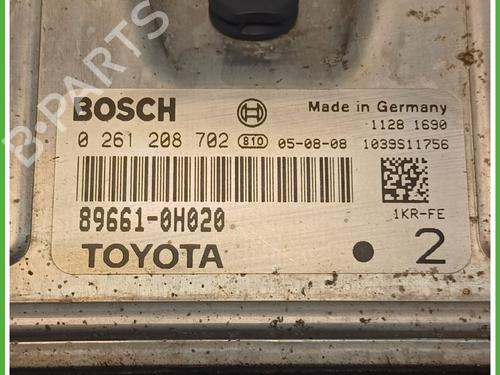 B-PARTS
BOSCH Made in Germany
0 261 208 702 810 05-08-08 1128 1690
1039S11756
89661-0H020 1KR-FE
TOYOTA 2